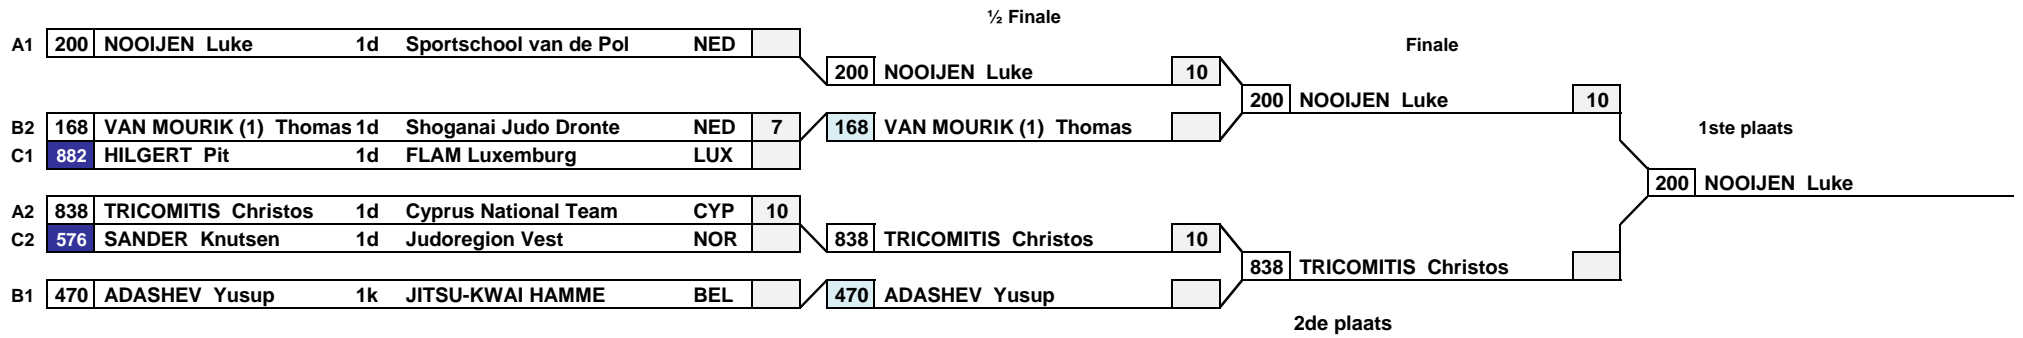 ½ Finale
A1 200 NOOIJEN Luke 1d Sportschool van de Pol NED
Finale
200 NOOIJEN Luke 10
200 NOOIJEN Luke 10
B2 168 VAN MOURIK (1) Thomas 1d Shoganai Judo Dronte NED 7
168 VAN MOURIK (1) Thomas
1ste plaats
C1 882 HILGERT Pit 1d FLAM Luxemburg LUX
200 NOOIJEN Luke
A2 838 TRICOMITIS Christos 1d Cyprus National Team CYP 10
C2 576 SANDER Knutsen 1d Judoregion Vest NOR
838 TRICOMITIS Christos 10
838 TRICOMITIS Christos
B1 470 ADASHEV Yusup 1k JITSU-KWAI HAMME BEL
470 ADASHEV Yusup
2de plaats